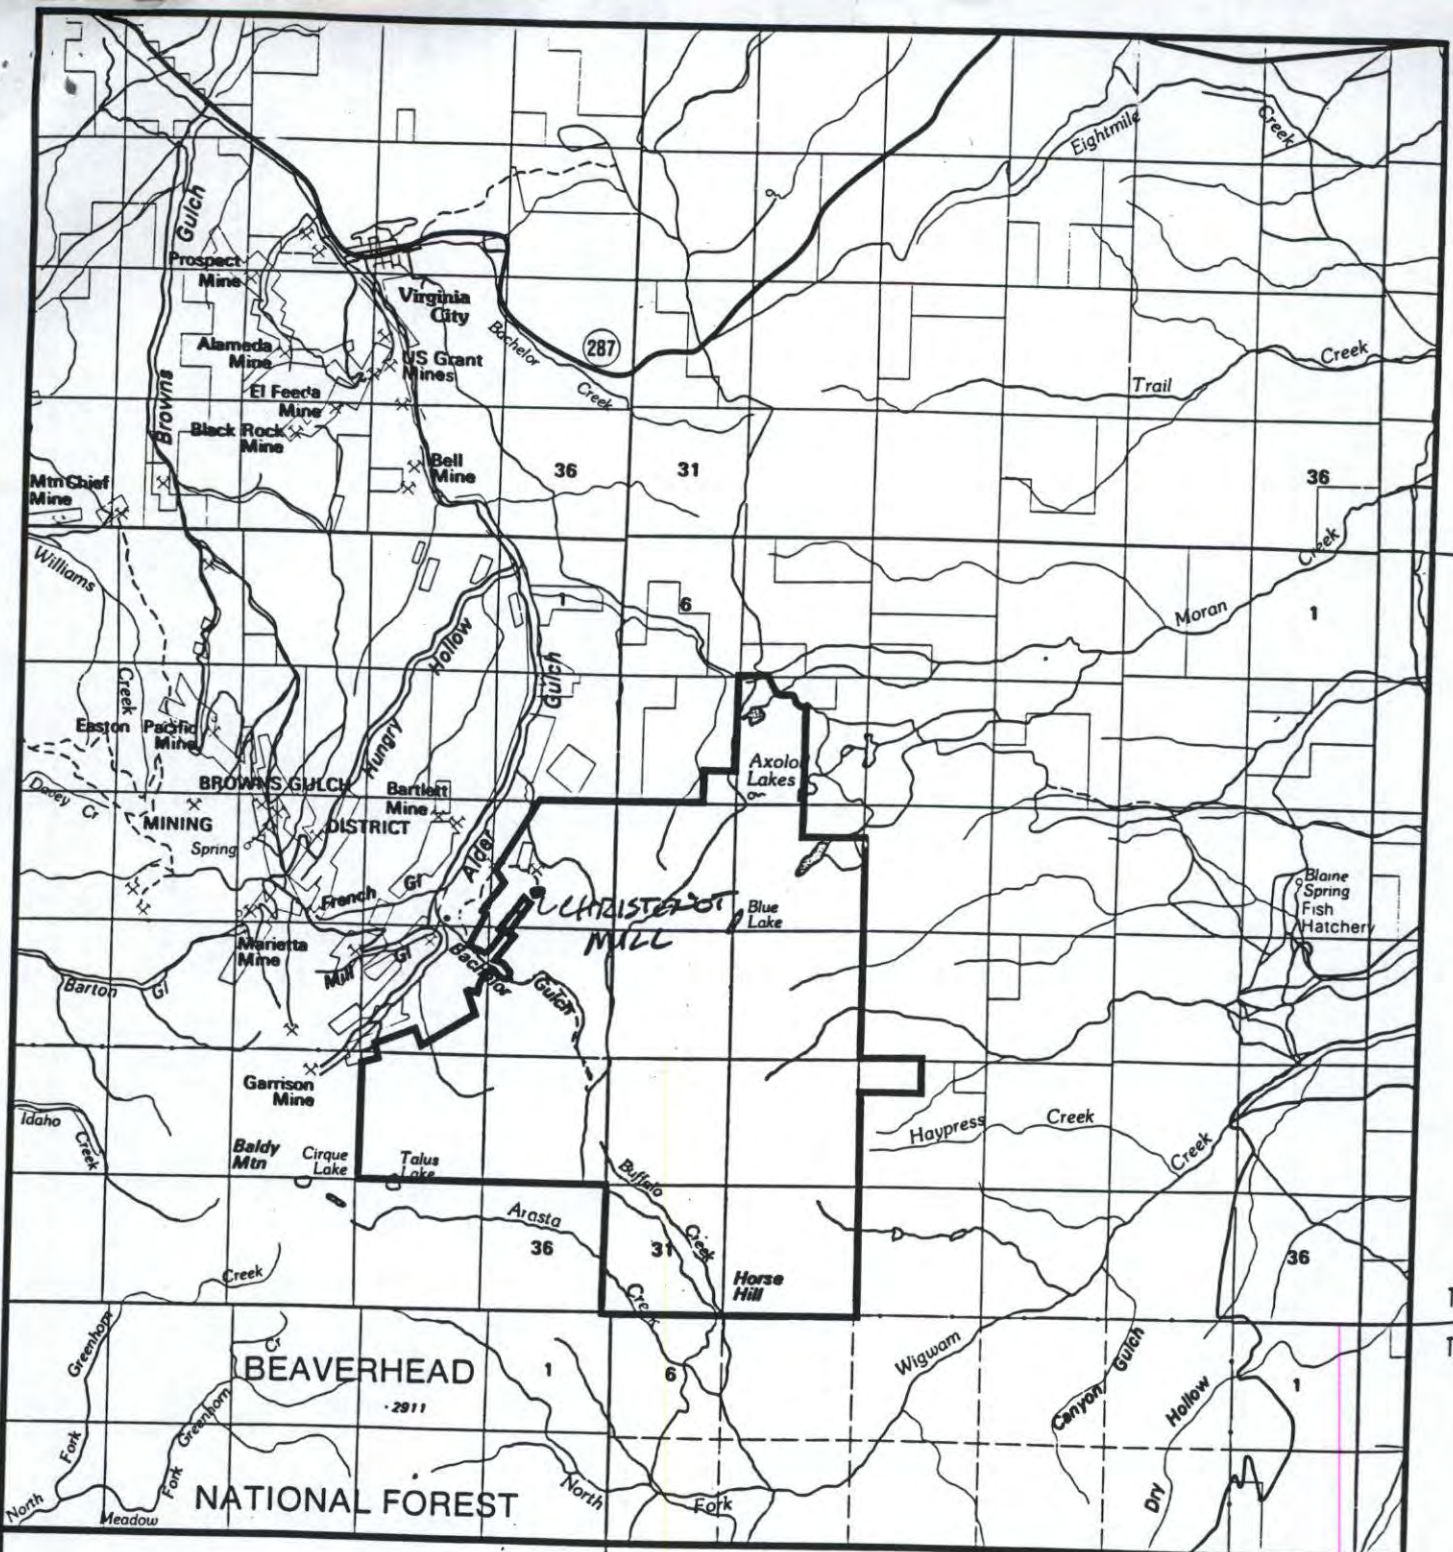 Eightmile
Creek
Gulch
Prospect
Mine
Virginia
City
Bachelor
Creek
287
Alameda
Mine
US Grant
Mines
Creek
Trail
El Feeda
Mine
Black Rock
Mine
Browns
Bell
Mine
36
31
36
Mtn Chief
Mine
Williams
Creek
Creek
1
6
Moran
1
Hollow
Hungry
Gulch
Easton
Pacific
Mine
Axolotl
Lakes
BROWNS GULCH
Bartlett
Mine
Davey
Cr
MINING
DISTRICT
Spring
Alder
French
Gl
CHRISTENOT
MILL
Blue
Lake
Blaine
Spring
Fish
Hatchery
Marietta
Mine
Mill
Gl
Bachelor
Gulch
Barton
Gl
Garrison
Mine
Idaho
Creek
Haypress
Creek
Creek
Baldy
Mtn
Cirque
Lake
Talus
Lake
Buffalo
Creek
Arasta
36
31
36
Creek
Horse
Hill
Creek
Greenhorn
Cr
BEAVERHEAD
2911
1
6
Wigwam
Canyon
Gulch
Hollow
1
Greenhorn
Fork
Fork
NATIONAL FOREST
North
Fork
Dry
North
Meadow